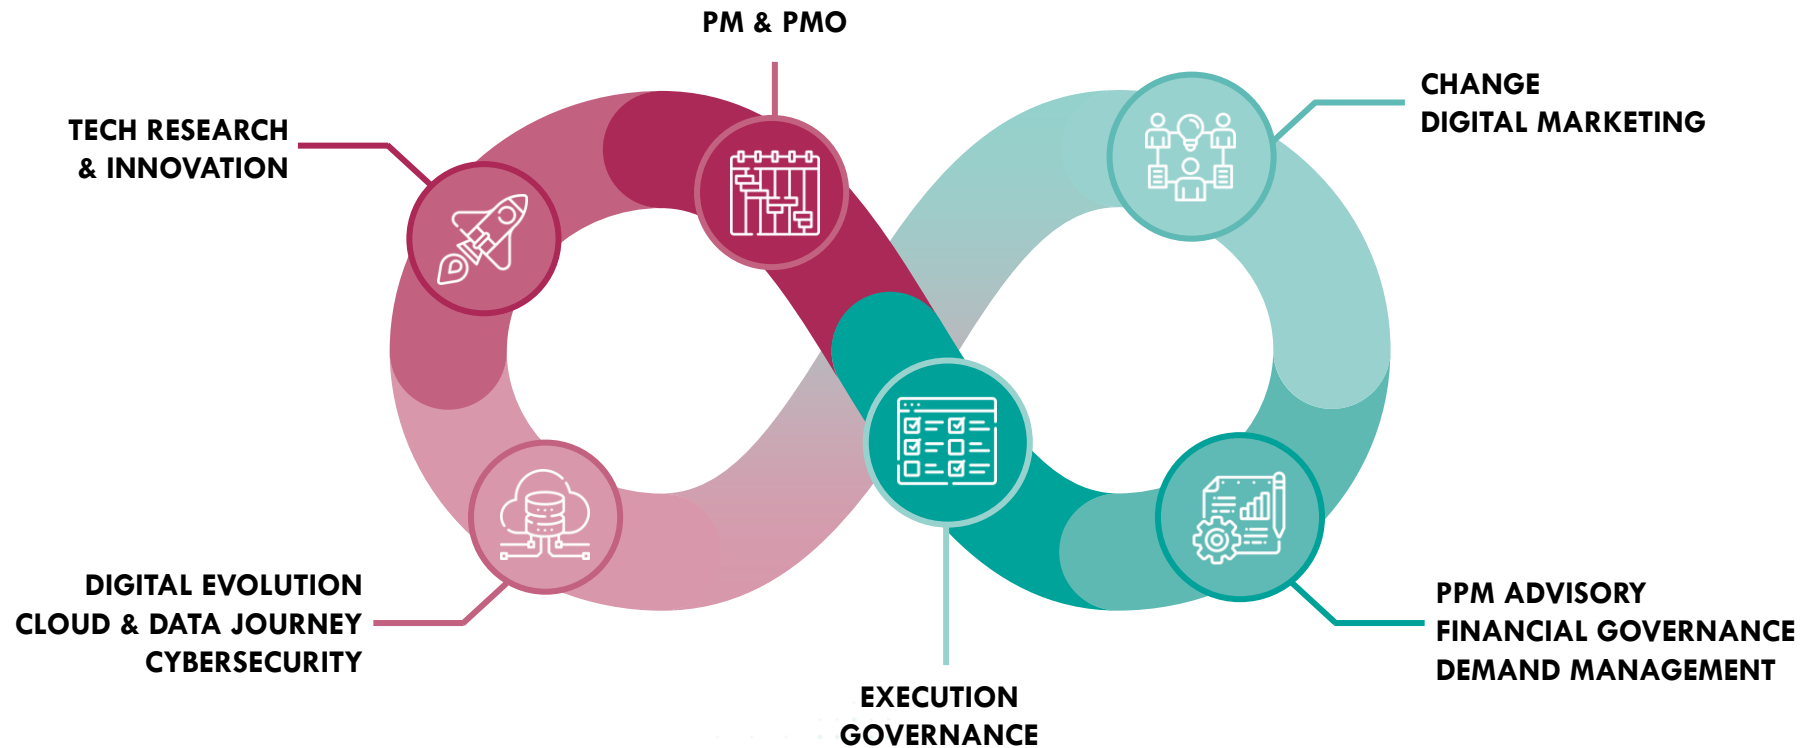 PM & PMO
TECH RESEARCH
& INNOVATION
CHANGE
DIGITAL MARKETING
DIGITAL EVOLUTION
CLOUD & DATA JOURNEY
CYBERSECURITY
PPM ADVISORY
FINANCIAL GOVERNANCE
DEMAND MANAGEMENT
EXECUTION
GOVERNANCE